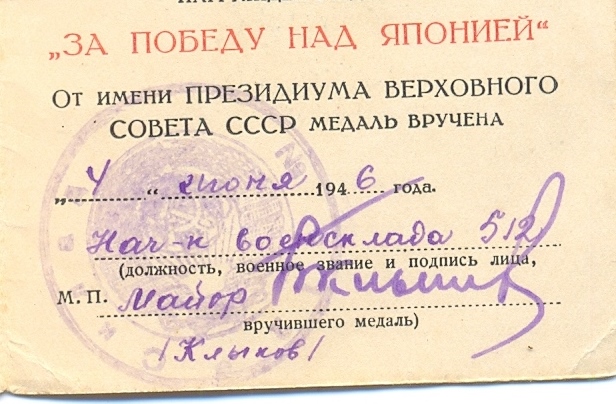 „ЗА ПОБЕДУ НАД ЯПОНИЕЙ“
От имени ПРЕЗИДИУМА ВЕРХОВНОГО
СОВЕТА СССР МЕДАЛЬ ВРУЧЕНА
„4“ июня 1946 года.
Нач-к военсклада 512
(должность, военное звание и подпись лица,
М. П. Майор
вручившего медаль)
/Клыков/